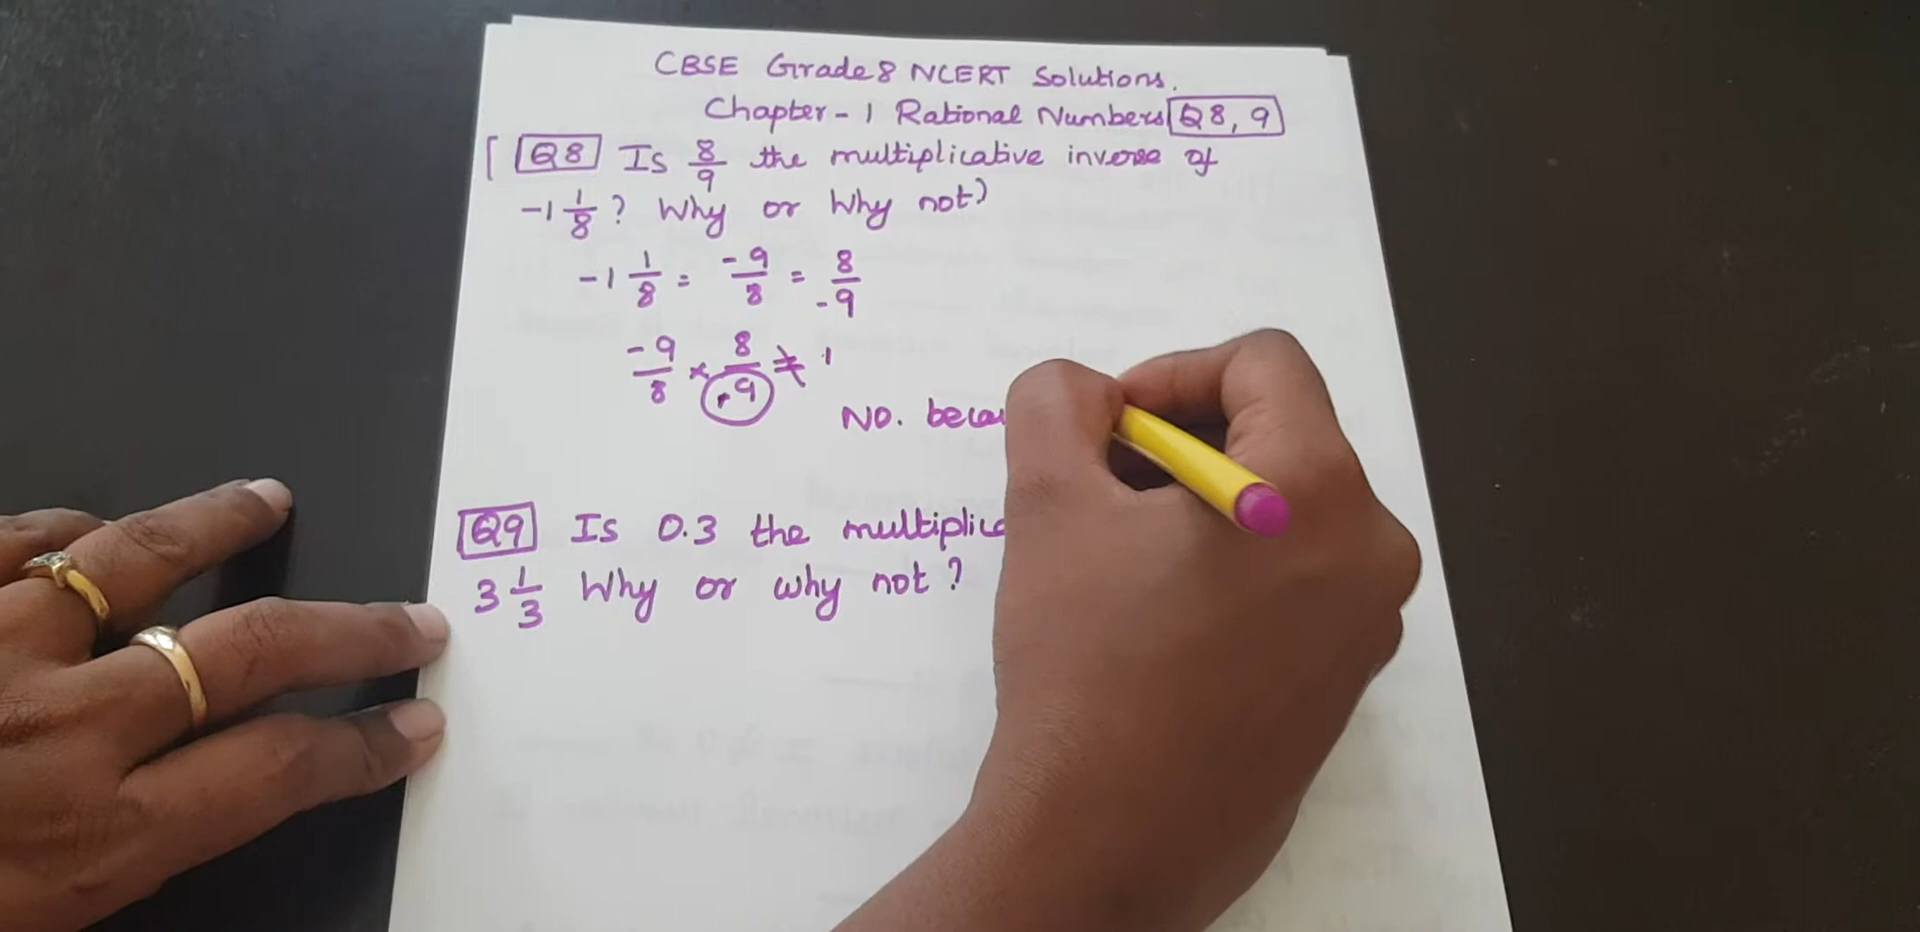 CBSE Grade 8 NCERT Solutions.
Chapter - 1 Rational Numbers Q8, 9
Q8 Is 8/9 the multiplicative inverse of
-1 1/8? Why or Why not?
-1 1/8 = -9/8 = 8/-9
-9/8 × 8/-9 ≠ 1
NO. becau
Q9 Is 0.3 the multiplica
3 1/3 Why or why not?